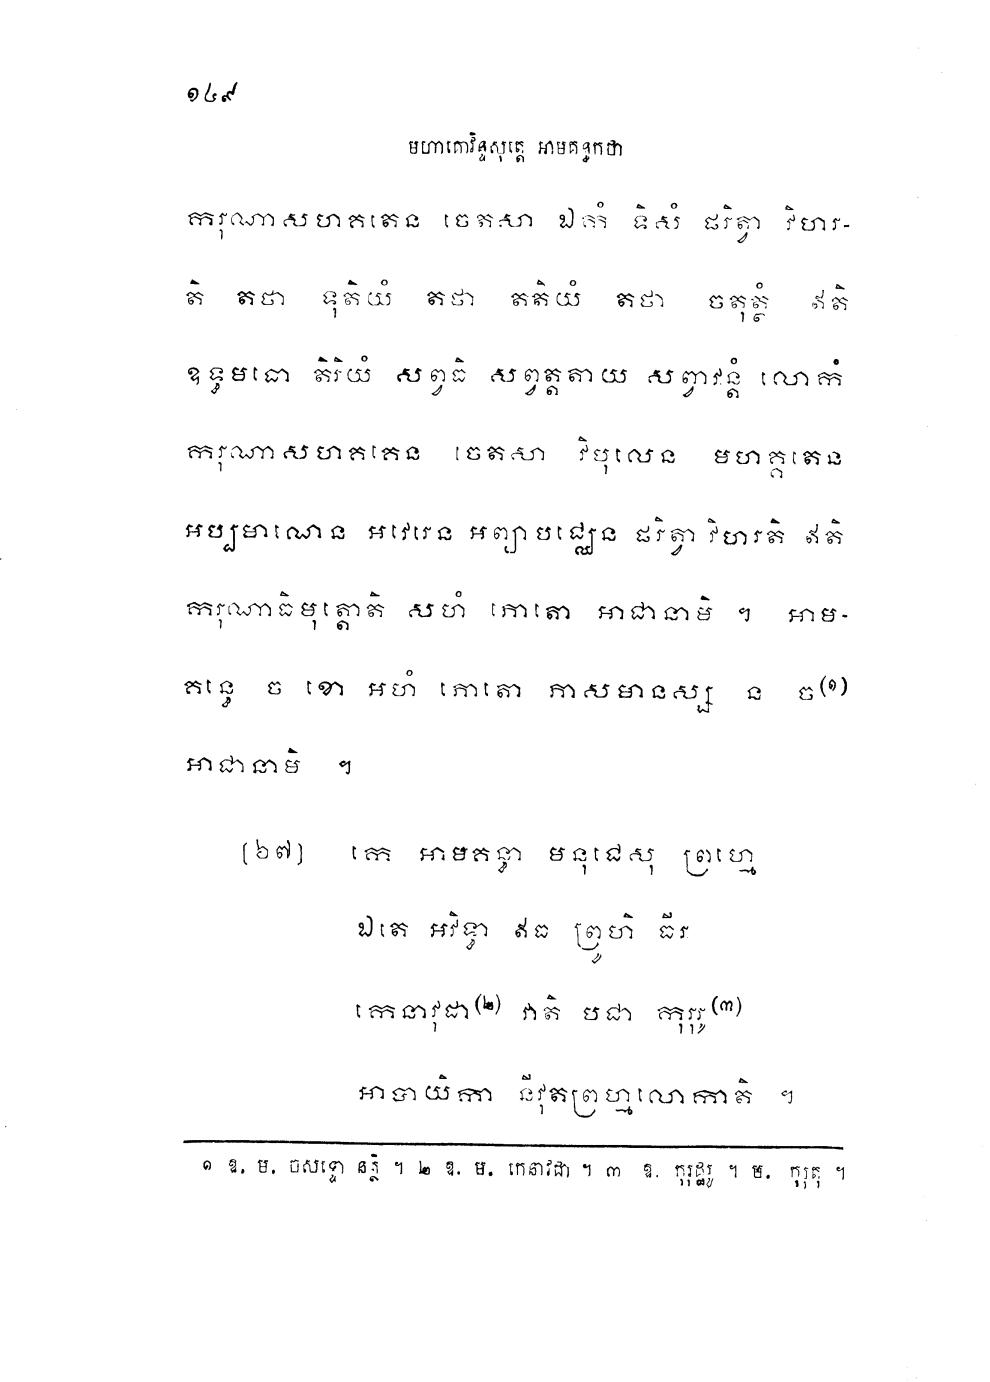 ១៤៩
មហាគោវិន្ទសុត្តេ អាមគន្ធកថា
ករុណាសហគតេន ចេតសា ឯកំ ទិសំ ផរិត្វា វិហរ-
តិ តថា ទុតិយំ តថា តតិយំ តថា ចតុត្ថំ ឥតិ
ឧទ្ធមធោ តិរិយំ សព្វធិ សព្វត្តតាយ សព្វាវន្តំ លោកំ
ករុណាសហគតេន ចេតសា វិបុលេន មហគ្គតេន
អប្បមាណេន អវេរេន អព្យាបជ្ឈេន ផរិត្វា វិហរតិ ឥតិ
ករុណាធិមុត្តោតិ សហំ ភោតោ អាជានាមិ ។ អាម-
គន្ធេ ច ខោ អហំ ភោតោ ភាសមានស្ស ន ច(១)
អាជានាមិ ។
[៦៧] កេ អាមគន្ធា មនុជេសុ ព្រហ្មេ
ឯតេ អវិទ្វា ឥធ ព្រូហិ ធីរ
កេនាវុដា(២) វាតិ បជា កុរុរូ(៣)
អាបាយិកា នីវុតព្រហ្មលោកាតិ ។
១ ឱ. ម. ចសទ្ទោ នត្ថិ ។ ២ ឱ. ម. កេនាវដា ។ ៣ ឱ. កុរុដ្ឋរូ ។ ម. កុរុតុ ។